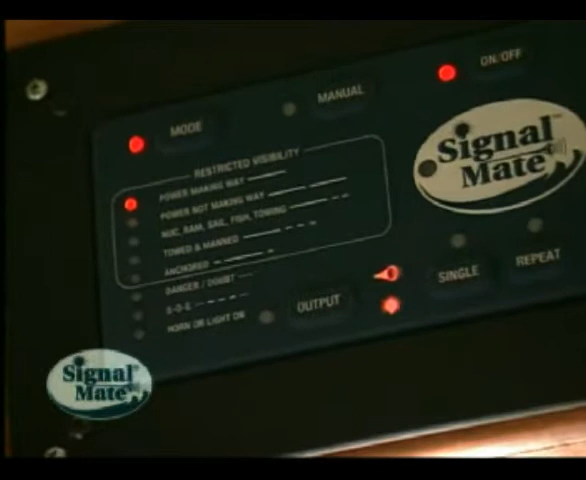 ON/OFF
MANUAL
MODE
Signal
Mate
RESTRICTED VISIBILITY
POWER MAKING WAY
POWER NOT MAKING WAY
NUC, RAM, SAIL, FISH, TOWING
TOWED & MANNED
ANCHORED
DANGER / DOUBT
S-O-S
HORN OR LIGHT ON
OUTPUT
SINGLE
REPEAT
Signal
Mate